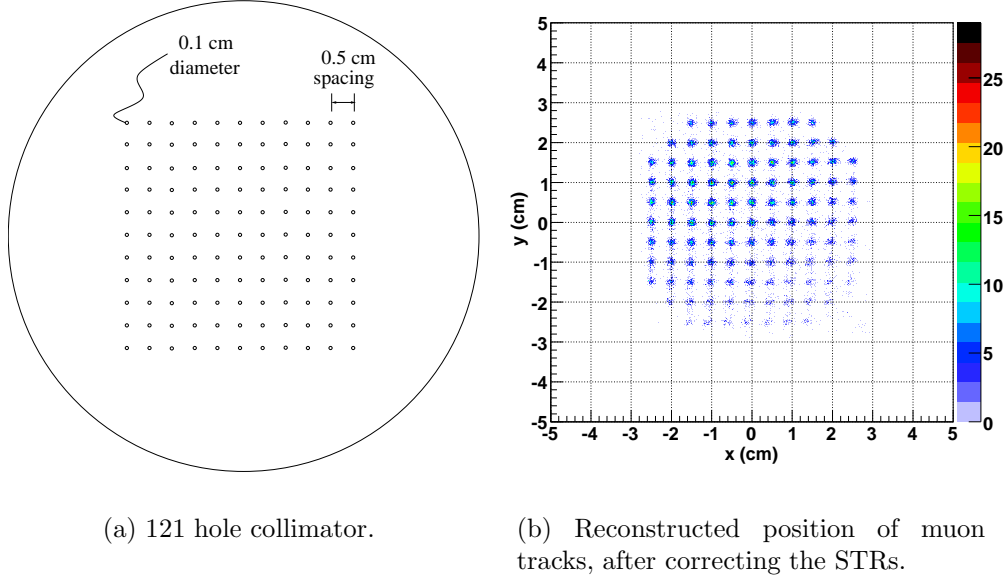 0.1 cm
diameter
0.5 cm
spacing
(a) 121 hole collimator.
y (cm)
5
4
3
2
1
0
-1
-2
-3
-4
-5
-5 -4 -3 -2 -1 0 1 2 3 4 5
x (cm)
25
20
15
10
5
0
(b) Reconstructed position of muon
tracks, after correcting the STRs.